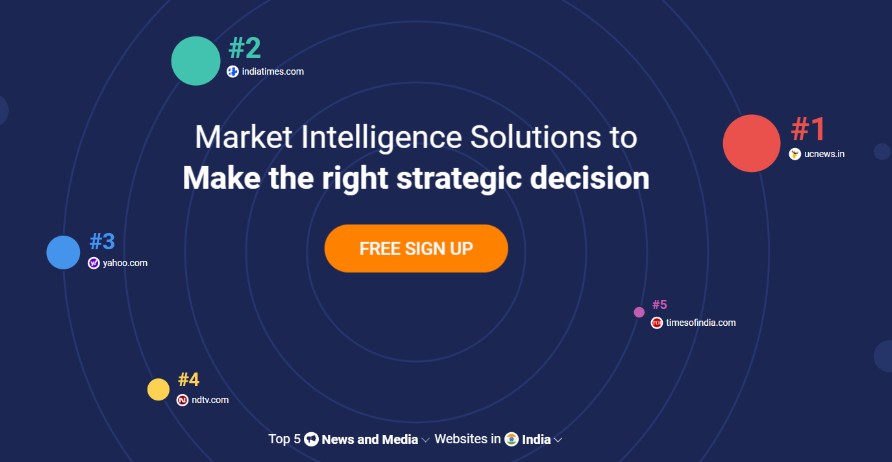 #2
indiatimes.com
#1
ucnews.in
Market Intelligence Solutions to
Make the right strategic decision
#3
yahoo.com
FREE SIGN UP
#5
timesofindia.com
#4
ndtv.com
Top 5 News and Media Websites in India